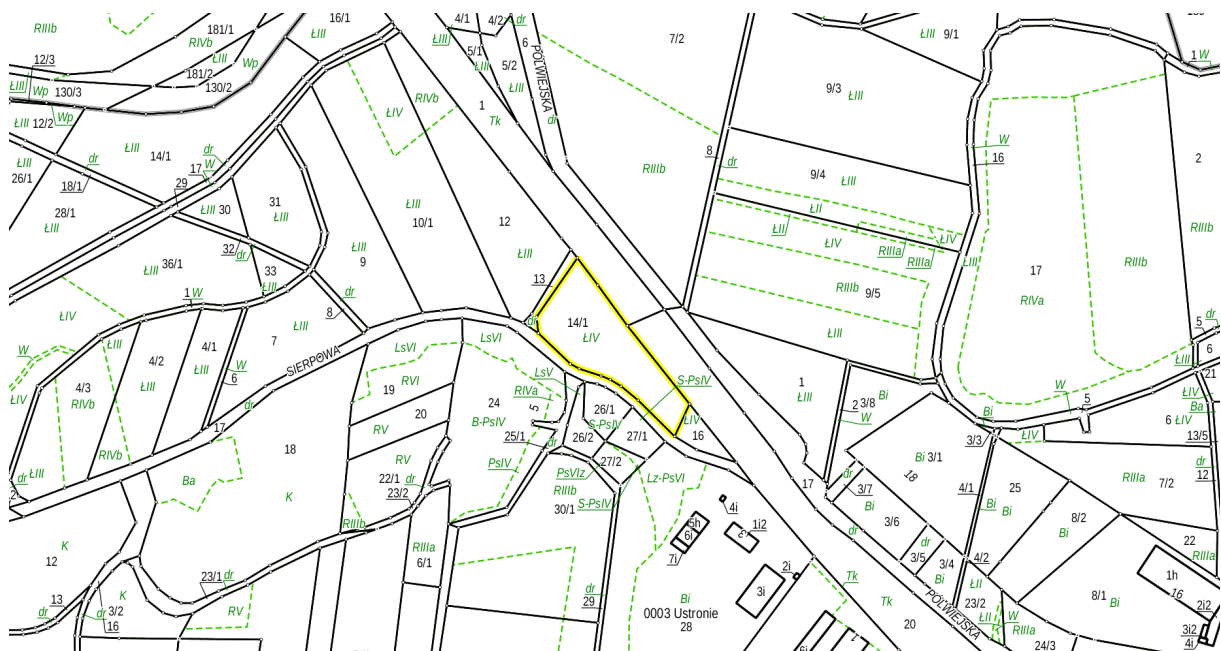 RIIIb
181/1
RIVb
ŁIII
16/1
ŁIII
4/1
4/2
dr
6
ŁIII
5/1
ŁIII
5/2
ŁIII
PÓŁWIEJSKA
7/2
ŁIII
9/1
1
W
12/3
Wp
181/2
130/2
ŁIII
Wp
130/3
ŁIV
RIVb
1
Tk
dr
9/3
ŁIII
ŁIII
12/2
Wp
ŁIII
14/1
dr
17
W
8
dr
RIIIb
W
16
2
ŁIII
26/1
dr
18/1
29
9/4
ŁIII
28/1
ŁIII
ŁIII
30
31
ŁIII
ŁIII
10/1
12
ŁII
ŁII
ŁIV
RIIIa
RIIIa
ŁIV
RIIIb
32
dr
36/1
ŁIII
33
ŁIII
ŁIII
9
ŁIII
13
ŁIII
17
RIVa
RIIIb
RIIIb
9/5
ŁIV
1
W
dr
8
ŁIII
7
dr
14/1
ŁIV
ŁIII
5
dr
ŁIII
W
4/2
4/1
ŁIII
ŁIII
W
6
SIERPOWA
LsVI
LsVI
6
ŁIII
21
ŁIV
4/3
RIVb
dr
19
RVI
LsV
RIVa
S-PsIV
1
ŁIII
Bi
3/8
2
W
W
5
Bi
ŁIV
Ba
17
20
RV
24
B-PsIV
5
26/1
S-PsIV
ŁIV
16
6
ŁIV
RIVb
18
25/1
dr
26/2
27/1
3/3
ŁIV
13/5
ŁIII
dr
Ba
K
RV
22/1
dr
23/2
PsIV
PsVIz
27/2
RIIIb
S-PsIV
30/1
Lz-PsVI
17
dr
Bi
3/1
18
3/7
4/1
Bi
25
Bi
RIIIa
7/2
dr
12
RIIIb
4i
5h
6i
7i
1i2
Bi
3/6
dr
8/2
Bi
K
12
RIIIa
6/1
dr
3/5
3/4
Bi
4/2
22
RIIIa
23/1
dr
2i
Tk
ŁII
1h
16
dr
13
K
dr
3/2
16
RV
dr
29
Bi
0003 Ustronie
28
3i
Tk
20
PÓŁWIEJSKA
23/2
ŁII
W
RIIIa
24/3
8/1
Bi
2i2
3i2
4i